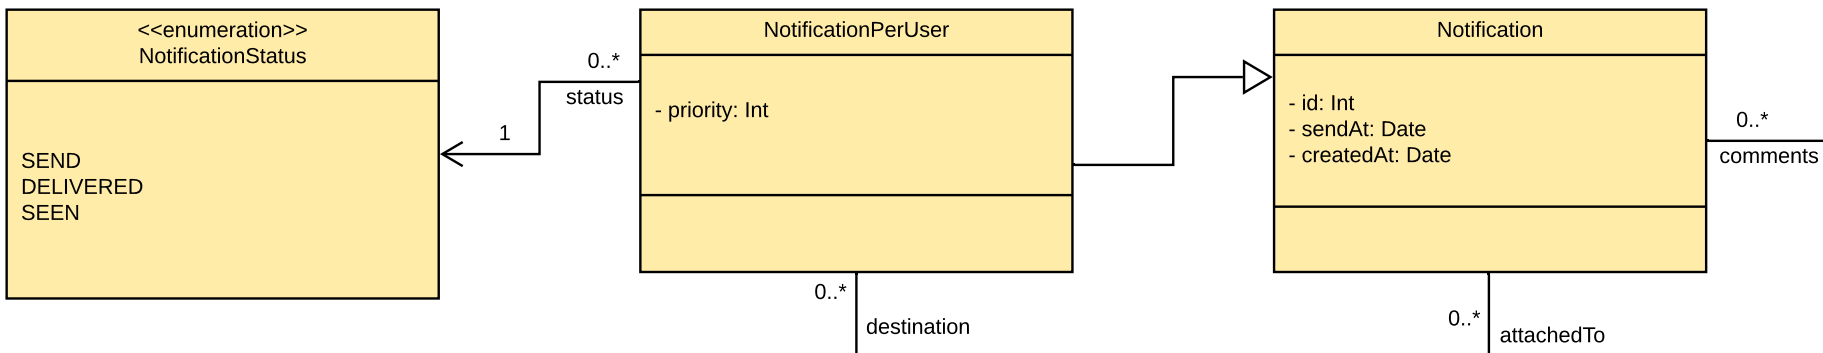 <<enumeration>>
NotificationStatus
SEND
DELIVERED
SEEN
1
0..*
status
NotificationPerUser
- priority: Int
0..*
destination
Notification
- id: Int
- sendAt: Date
- createdAt: Date
0..*
comments
0..*
attachedTo